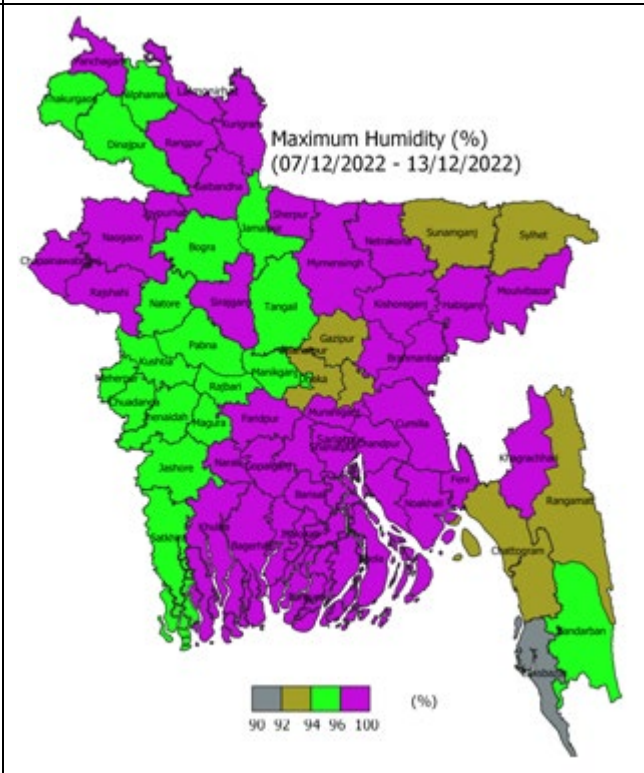 Panchagarh
Lalmonirhat
Thakurgaon
Nilphamari
Kurigram
Rangpur
Dinajpur
Maximum Humidity (%)
(07/12/2022 - 13/12/2022)
Gaibandha
Joypurhat
Sherpur
Sunamganj
Sylhet
Naogaon
Jamalpur
Netrakona
Bogra
Mymensingh
Chapainawabganj
Moulvibazar
Rajshahi
Sirajganj
Kishoreganj
Habiganj
Natore
Tangail
Gazipur
Pabna
Brahmanbaria
Kushtia
Manikganj
Meherpur
Dhaka
Rajbari
Chuadanga
Jhenaidah
Magura
Munshiganj
Faridpur
Cumilla
Chandpur
Khagrachhari
Narail
Gopalganj
Jashore
Feni
Barisal
Noakhali
Rangamati
Satkhira
Khulna
Bagerhat
Bhola
Chattogram
Bandarban
(%)
90 92 94 96 100